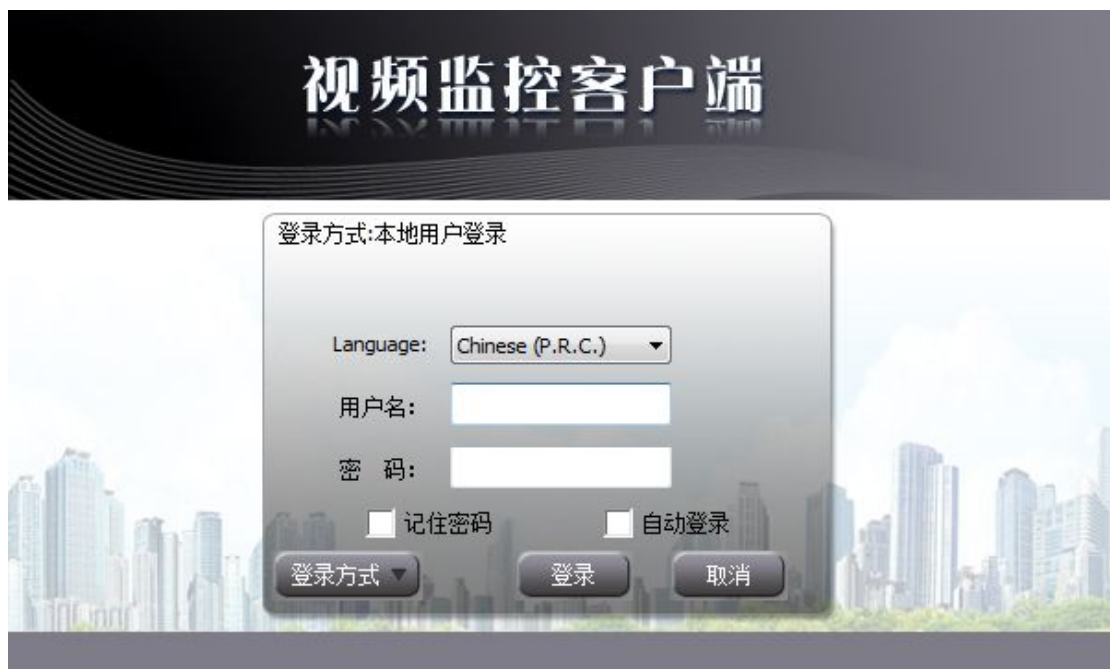 视频监控客户端
登录方式:本地用户登录
Language: Chinese (P.R.C.)
用户名:
密 码:
记住密码 自动登录
登录方式 登录 取消